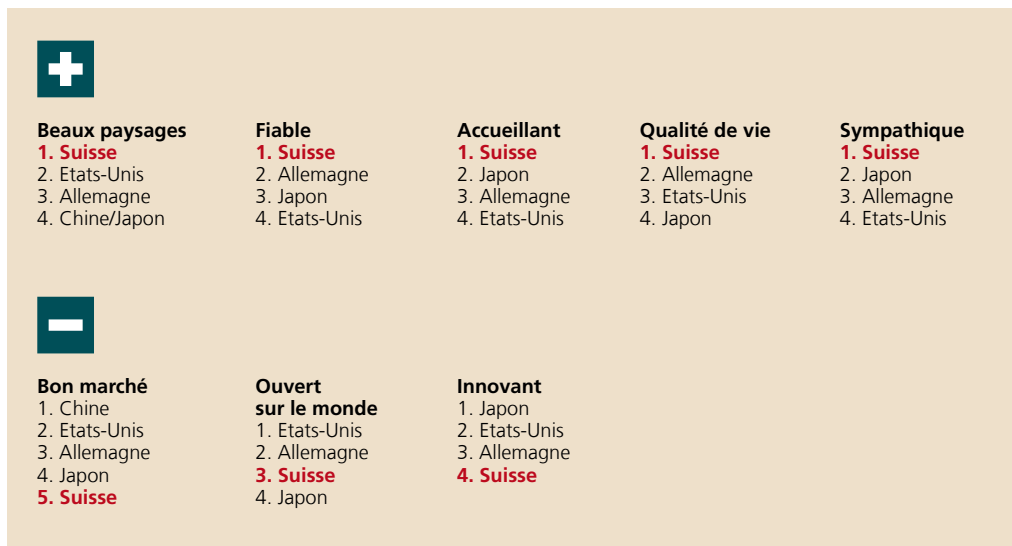 Beaux paysages
1. Suisse
2. Etats-Unis
3. Allemagne
4. Chine/Japon
Fiable
1. Suisse
2. Allemagne
3. Japon
4. Etats-Unis
Accueillant
1. Suisse
2. Japon
3. Allemagne
4. Etats-Unis
Qualité de vie
1. Suisse
2. Allemagne
3. Etats-Unis
4. Japon
Sympathique
1. Suisse
2. Japon
3. Allemagne
4. Etats-Unis
Bon marché
1. Chine
2. Etats-Unis
3. Allemagne
4. Japon
5. Suisse
Ouvert
sur le monde
1. Etats-Unis
2. Allemagne
3. Suisse
4. Japon
Innovant
1. Japon
2. Etats-Unis
3. Allemagne
4. Suisse